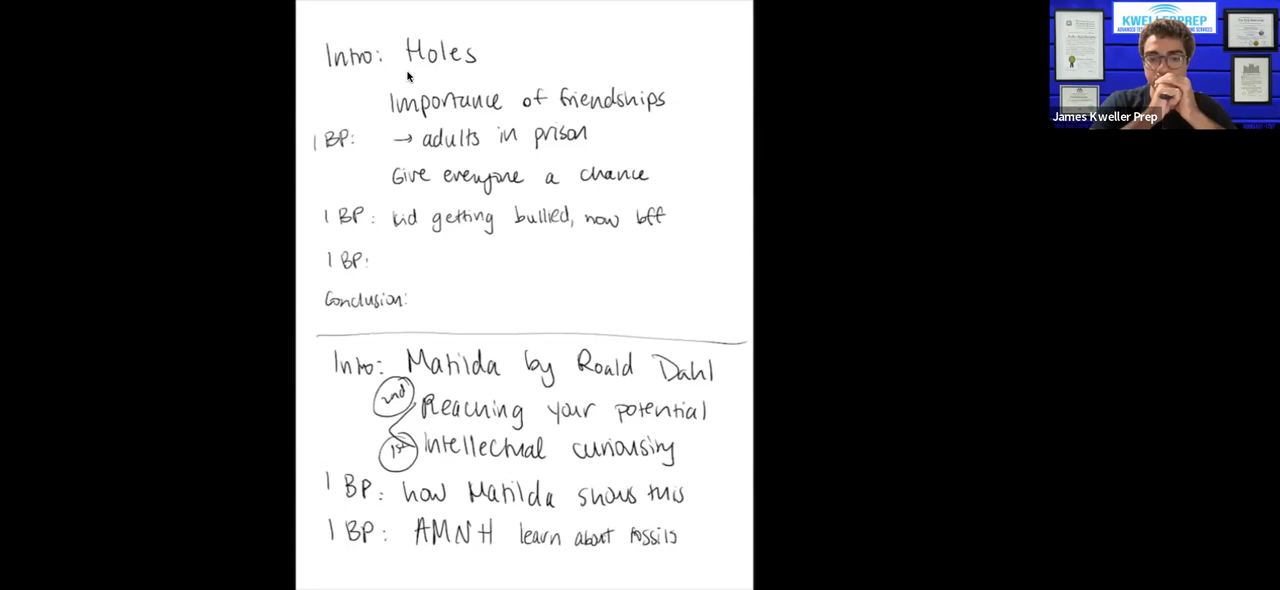 Intro: Holes
Importance of friendships
1 BP: → adults in prison
Give everyone a chance
1 BP: kid getting bullied, now bff
1 BP:
Conclusion:
Intro: Matilda by Roald Dahl
2nd Reaching your potential
1st Intellectual curiousity
1 BP: how Matilda shows this
1 BP: AMNH learn about fossils
KWELLERPREP
James Kweller Prep